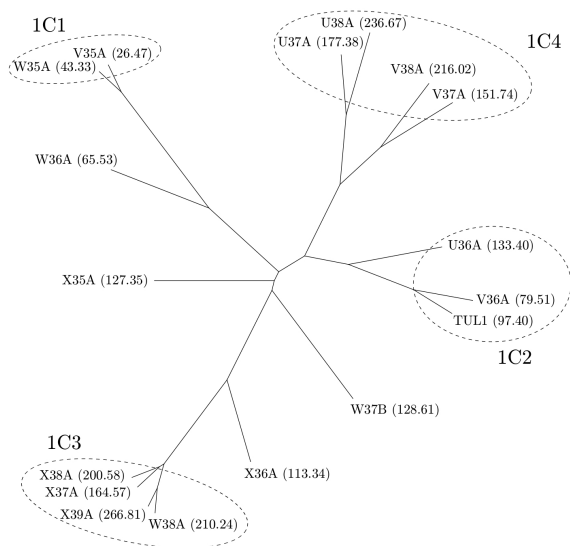 1C1
V35A (26.47)
W35A (43.33)
U38A (236.67)
U37A (177.38)
1C4
V38A (216.02)
V37A (151.74)
W36A (65.53)
U36A (133.40)
X35A (127.35)
V36A (79.51)
TUL1 (97.40)
1C2
W37B (128.61)
1C3
X36A (113.34)
X38A (200.58)
X37A (164.57)
X39A (266.81)
W38A (210.24)